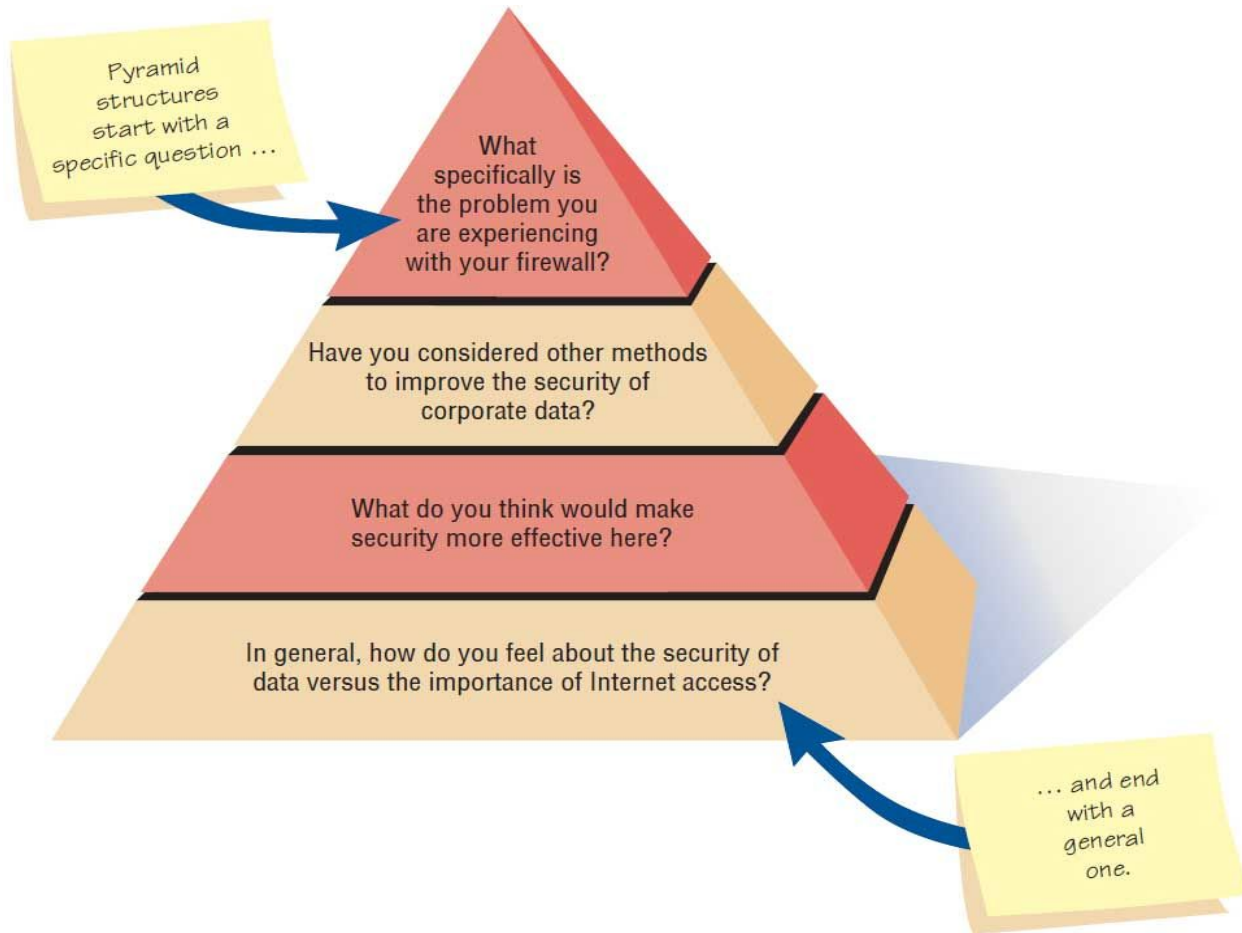 Pyramid
structures
start with a
specific question ...
What
specifically is
the problem you
are experiencing
with your firewall?
Have you considered other methods
to improve the security of
corporate data?
What do you think would make
security more effective here?
In general, how do you feel about the security of
data versus the importance of Internet access?
... and end
with a
general
one.